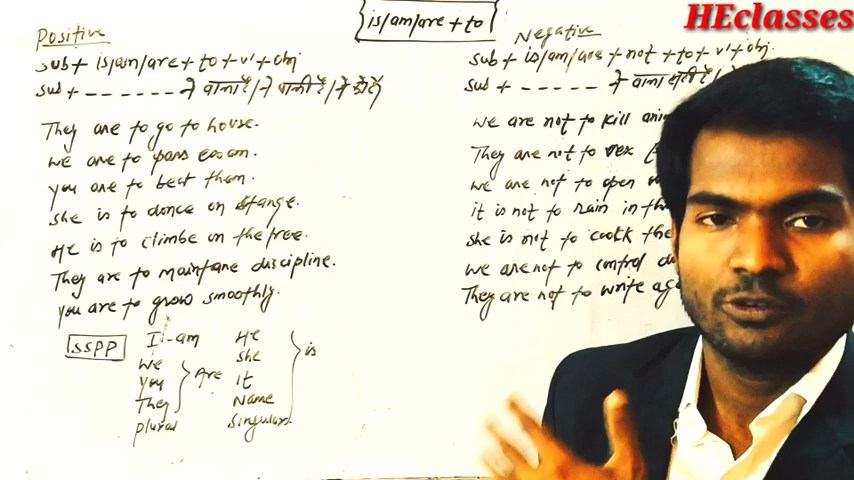 HEclasses
is/am/are + to
Positive
sub + is/am/are + to + v' + obj
sub + - - - - - - ने वाला है / ने वाली है / ने
They are to go to house.
we are to pass exam.
you are to beat them.
she is to dance on stange.
He is to climbe on the tree.
They are to maintane discipline.
you are to grow smoothly.
SSPP
I - am
we
you
They
plural
Are
He
she
it
Name
singular
is
Negative
sub + is/am/are + not + to + v' + obj.
sub + - - - - - ने
we are not to kill ani
They are not to vex
we are not to open
it is not to rain in th
she is not to cootk the
we are not to control d
They are not to write aga